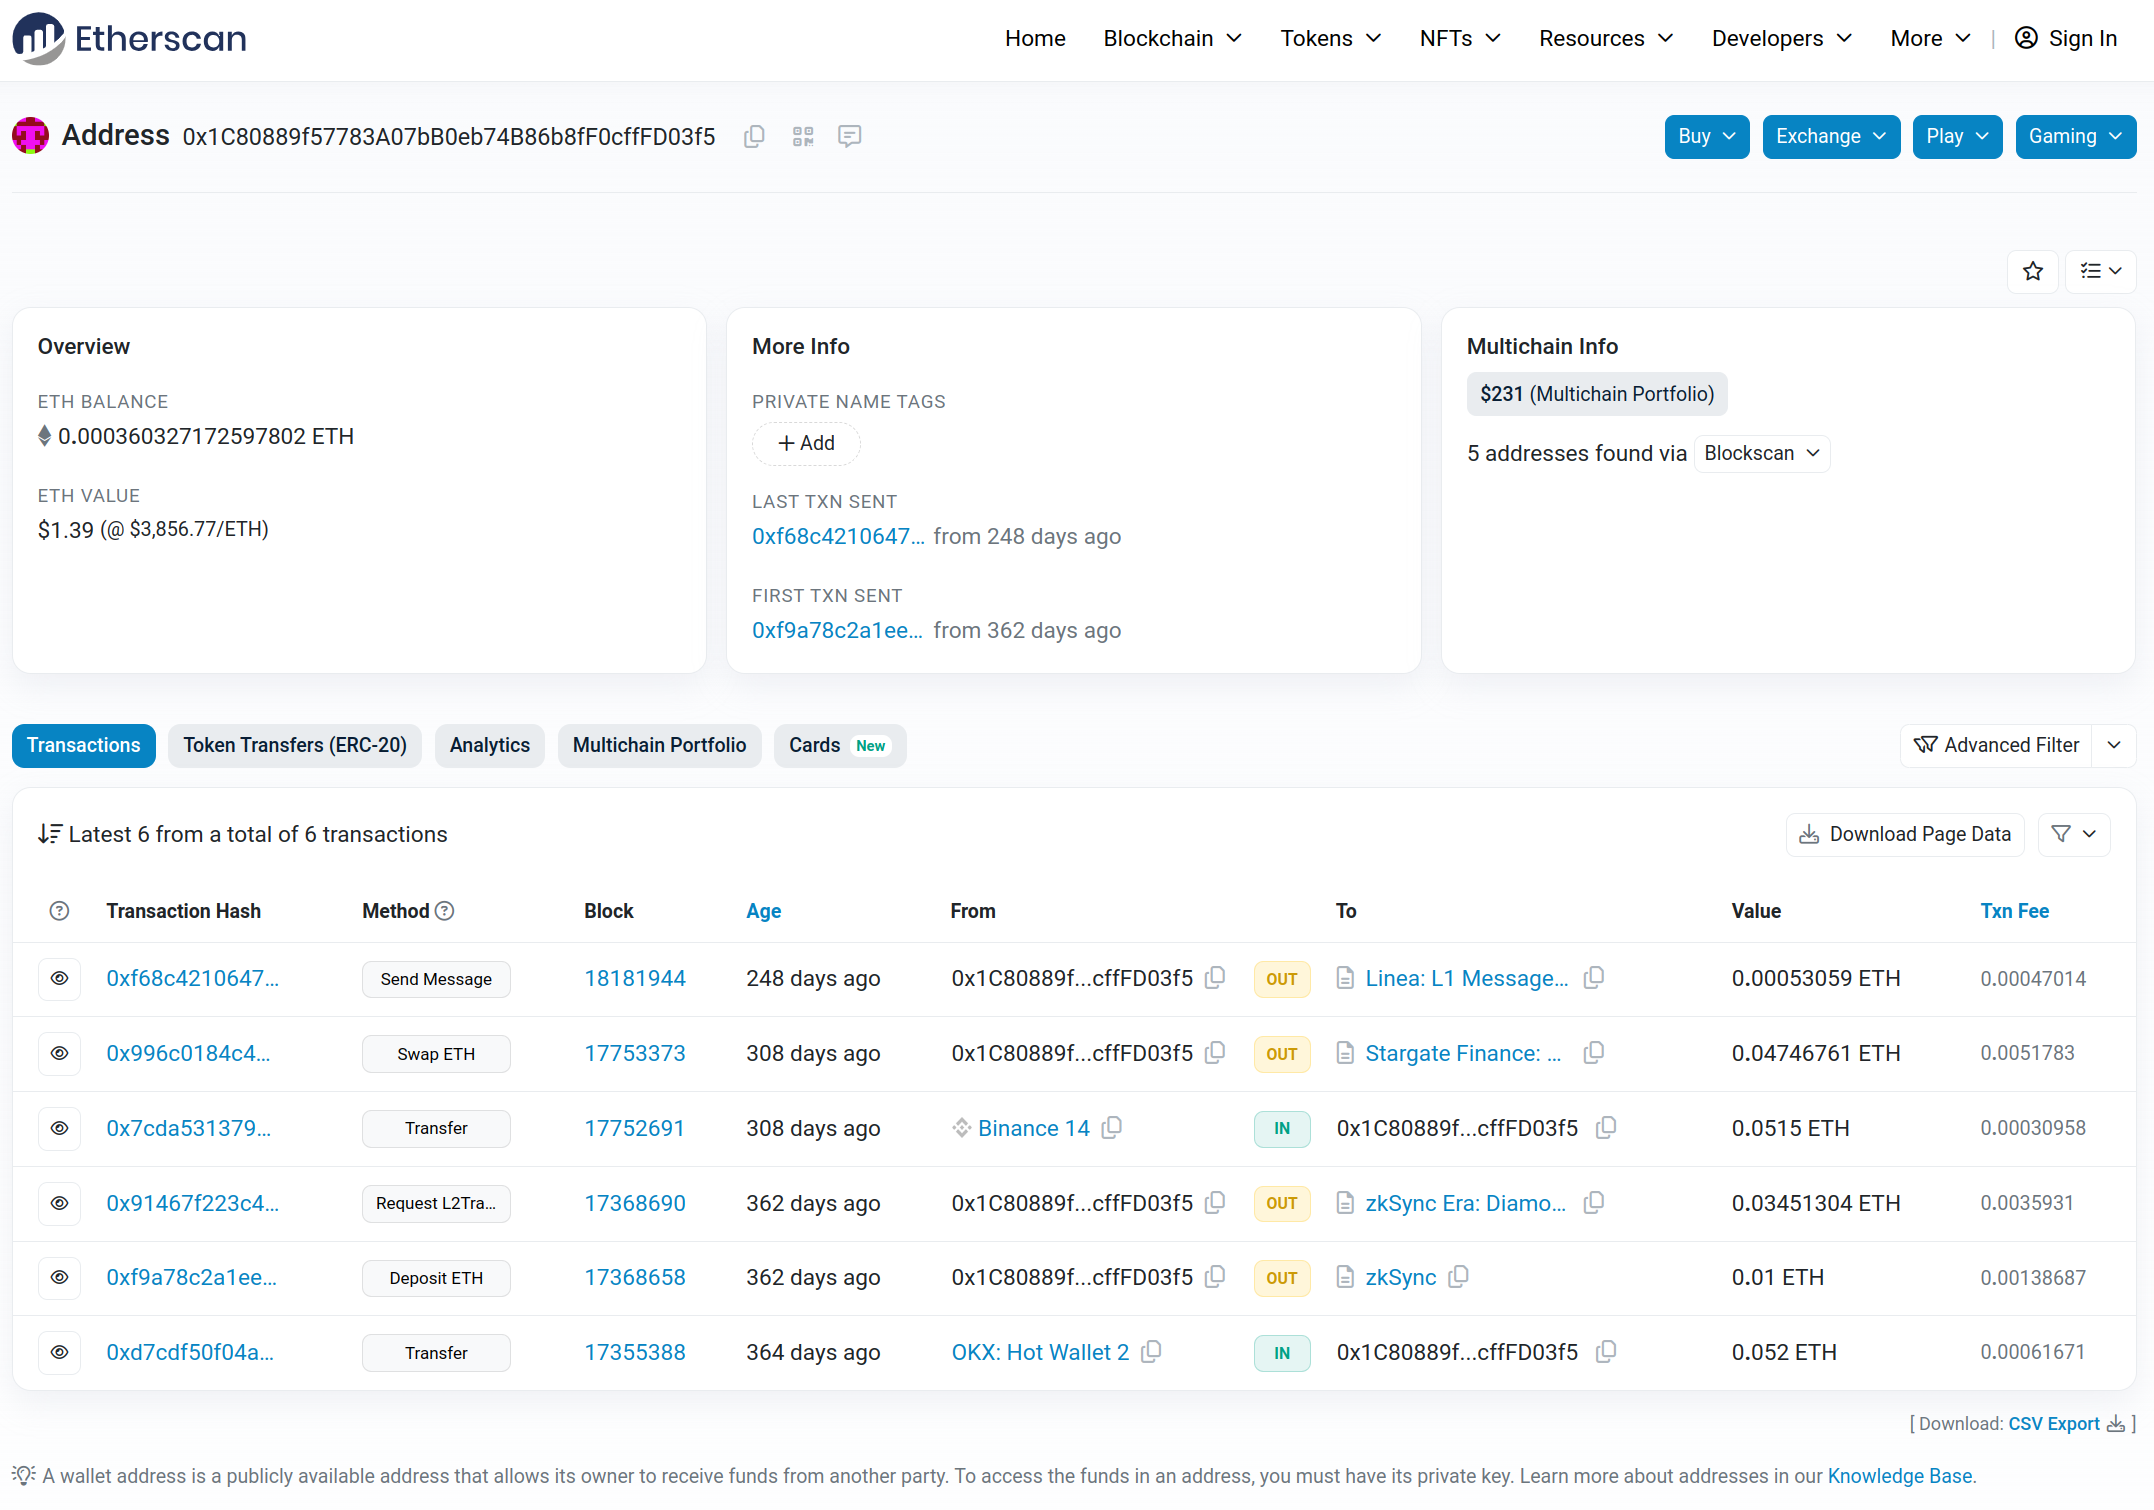 Etherscan
Home Blockchain Tokens NFTs Resources Developers More | Sign In
Address 0x1C80889f57783A07bB0eb74B86b8fF0cffFD03f5
Buy Exchange Play Gaming
Overview
ETH BALANCE
0.000360327172597802 ETH
ETH VALUE
$1.39 (@ $3,856.77/ETH)
More Info
PRIVATE NAME TAGS
+ Add
LAST TXN SENT
0xf68c4210647... from 248 days ago
FIRST TXN SENT
0xf9a78c2a1ee... from 362 days ago
Multichain Info
$231 (Multichain Portfolio)
5 addresses found via Blockscan
Transactions Token Transfers (ERC-20) Analytics Multichain Portfolio Cards New
Advanced Filter
Latest 6 from a total of 6 transactions
Download Page Data
Transaction Hash Method Block Age From To Value Txn Fee
0xf68c4210647... Send Message 18181944 248 days ago 0x1C80889f...cffFD03f5 OUT Linea: L1 Message... 0.00053059 ETH 0.00047014
0x996c0184c4... Swap ETH 17753373 308 days ago 0x1C80889f...cffFD03f5 OUT Stargate Finance: ... 0.04746761 ETH 0.0051783
0x7cda531379... Transfer 17752691 308 days ago Binance 14 IN 0x1C80889f...cffFD03f5 0.0515 ETH 0.00030958
0x91467f223c4... Request L2Tra... 17368690 362 days ago 0x1C80889f...cffFD03f5 OUT zkSync Era: Diamo... 0.03451304 ETH 0.0035931
0xf9a78c2a1ee... Deposit ETH 17368658 362 days ago 0x1C80889f...cffFD03f5 OUT zkSync 0.01 ETH 0.00138687
0xd7cdf50f04a... Transfer 17355388 364 days ago OKX: Hot Wallet 2 IN 0x1C80889f...cffFD03f5 0.052 ETH 0.00061671
[ Download: CSV Export ]
A wallet address is a publicly available address that allows its owner to receive funds from another party. To access the funds in an address, you must have its private key. Learn more about addresses in our Knowledge Base.